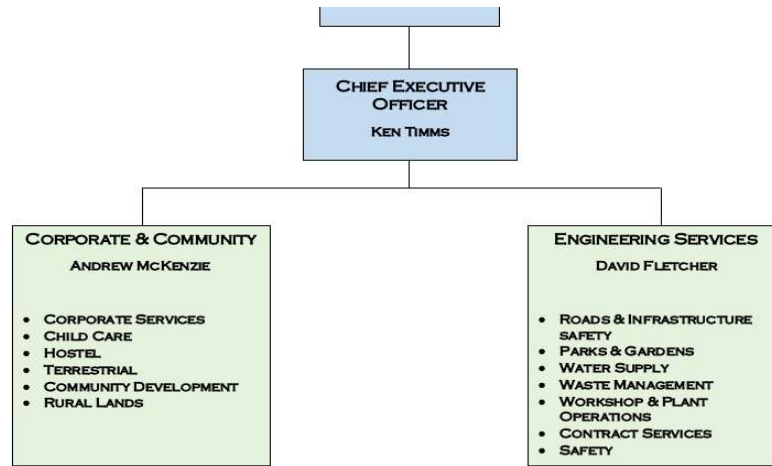 CHIEF EXECUTIVE
OFFICER
KEN TIMMS
CORPORATE & COMMUNITY
ANDREW MCKENZIE
• CORPORATE SERVICES
• CHILD CARE
• HOSTEL
• TERRESTRIAL
• COMMUNITY DEVELOPMENT
• RURAL LANDS
ENGINEERING SERVICES
DAVID FLETCHER
• ROADS & INFRASTRUCTURE
SAFETY
• PARKS & GARDENS
• WATER SUPPLY
• WASTE MANAGEMENT
• WORKSHOP & PLANT
OPERATIONS
• CONTRACT SERVICES
• SAFETY